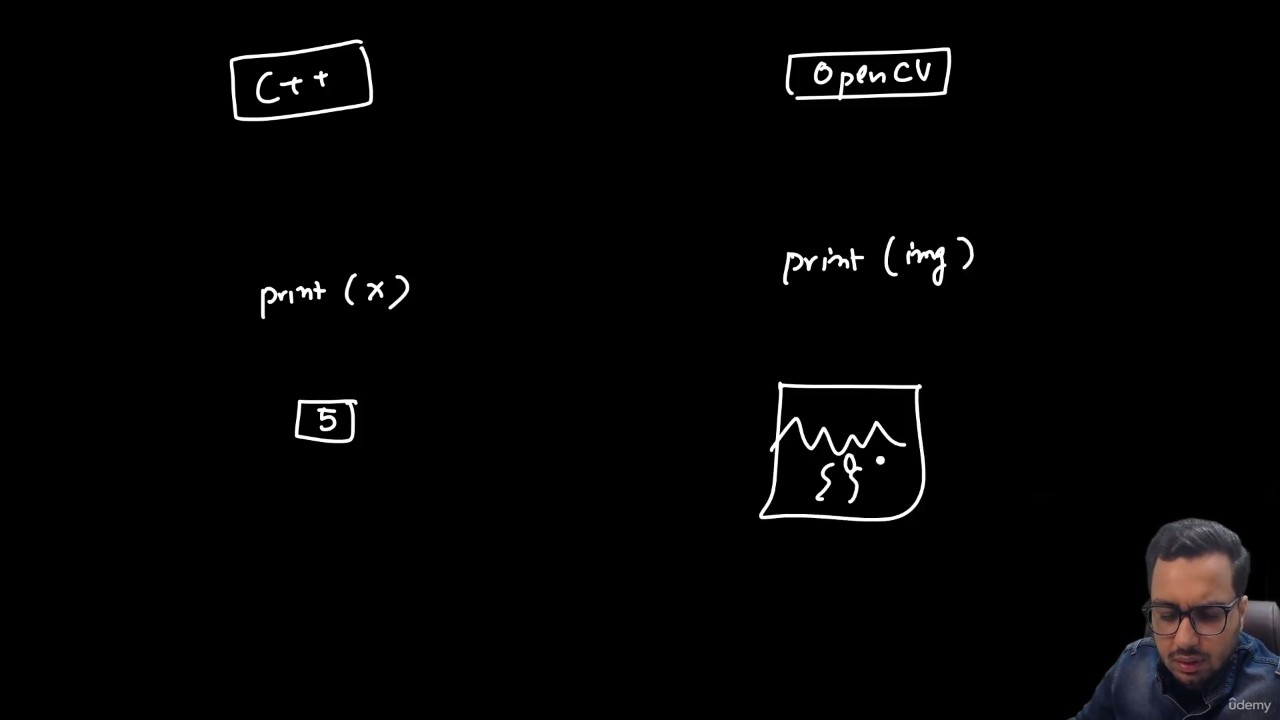 C++
OpenCV
print (img)
print (x)
5
udemy